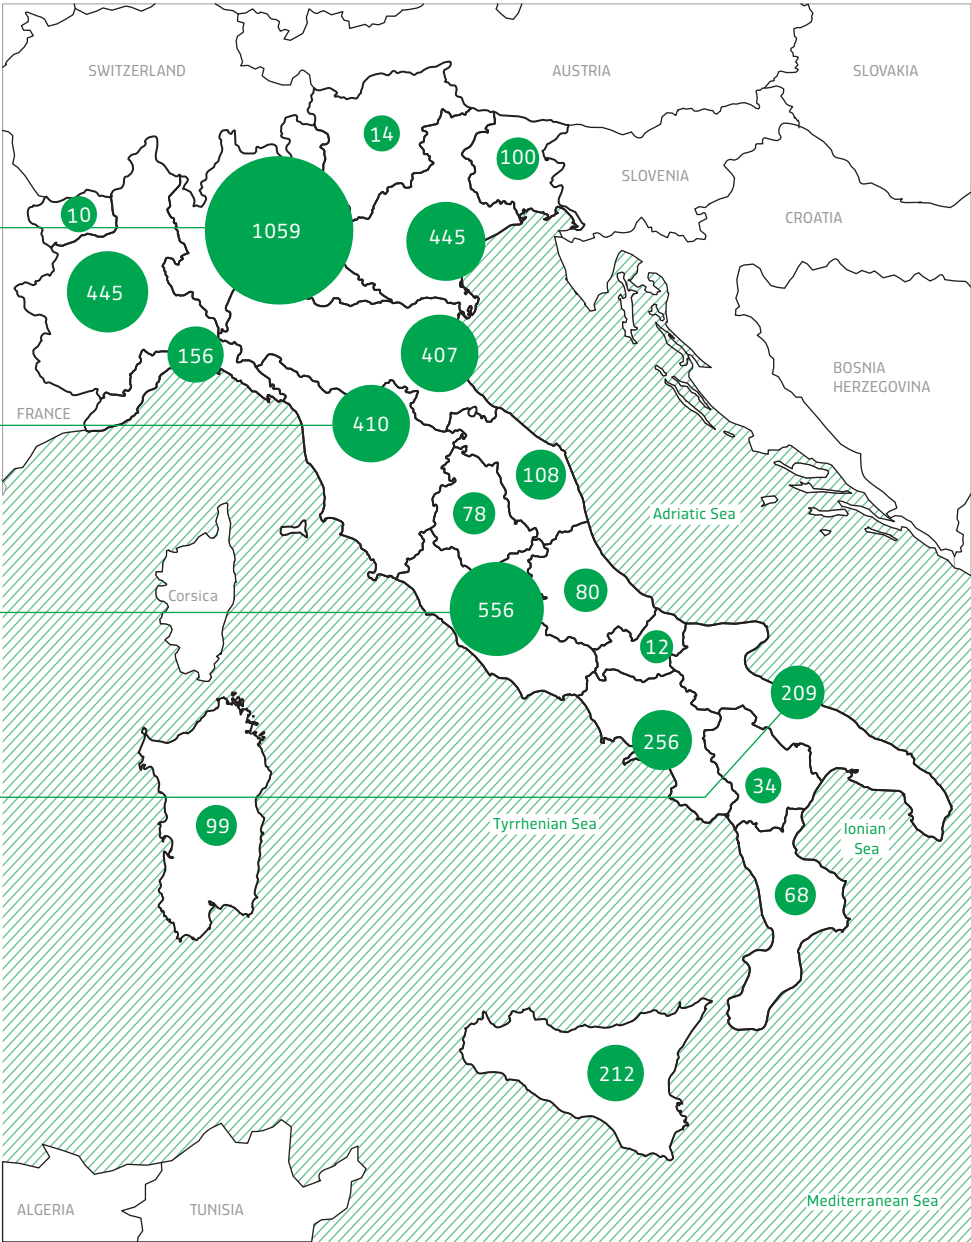 SWITZERLAND
AUSTRIA
SLOVAKIA
14
100
SLOVENIA
10
CROATIA
1059
445
445
156
407
BOSNIA
HERZEGOVINA
FRANCE
410
108
78
Adriatic Sea
Corsica
80
556
12
209
256
34
99
Tyrrhenian Sea
Ionian
Sea
68
212
Mediterranean Sea
ALGERIA
TUNISIA